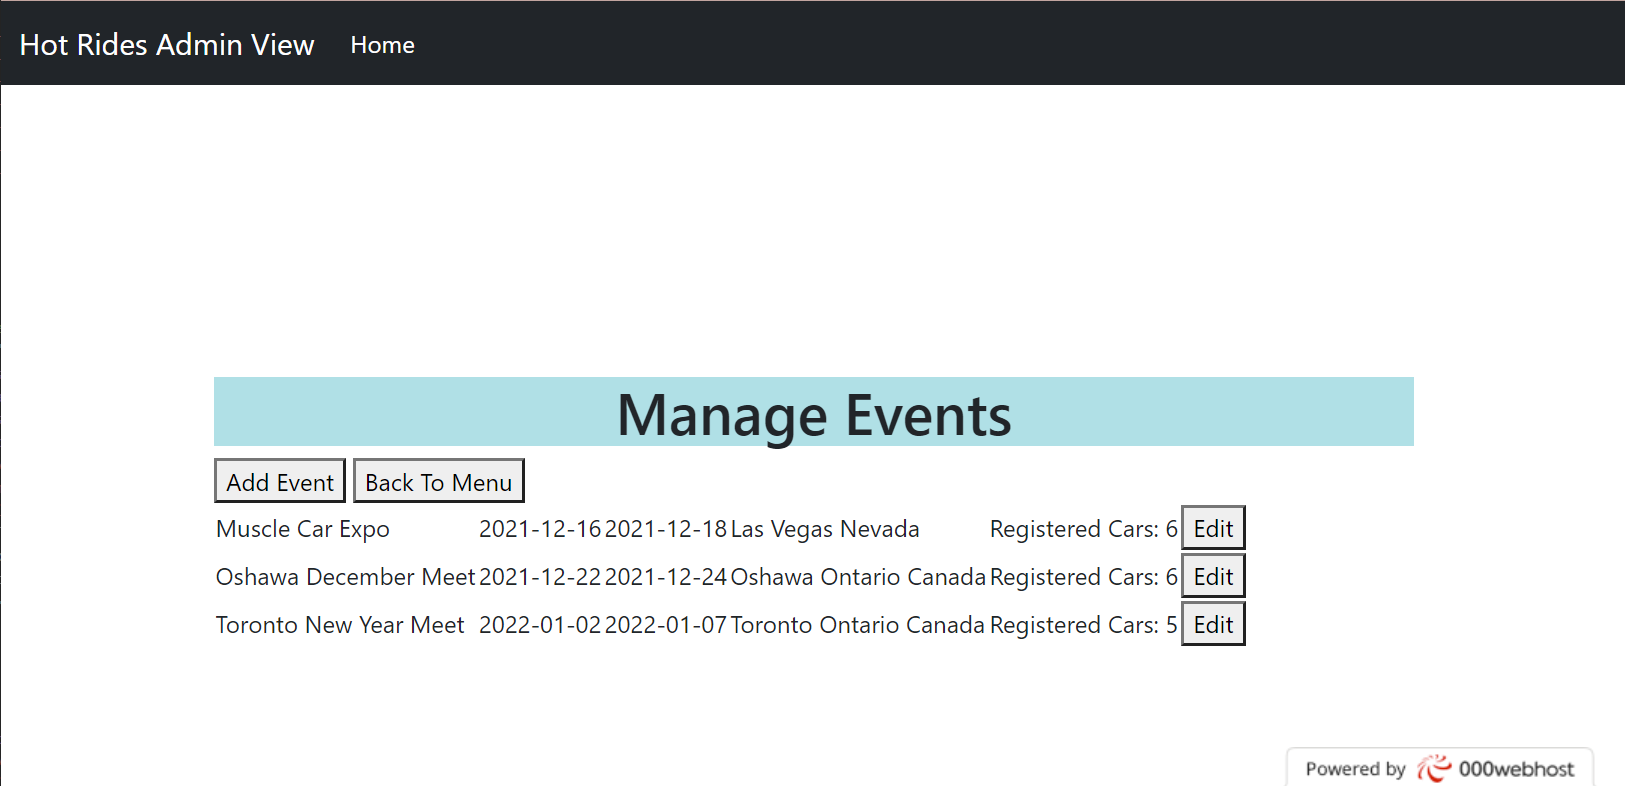 Hot Rides Admin View Home
Manage Events
Add Event Back To Menu
Muscle Car Expo 2021-12-16 2021-12-18 Las Vegas Nevada Registered Cars: 6 Edit
Oshawa December Meet 2021-12-22 2021-12-24 Oshawa Ontario Canada Registered Cars: 6 Edit
Toronto New Year Meet 2022-01-02 2022-01-07 Toronto Ontario Canada Registered Cars: 5 Edit
Powered by 000webhost